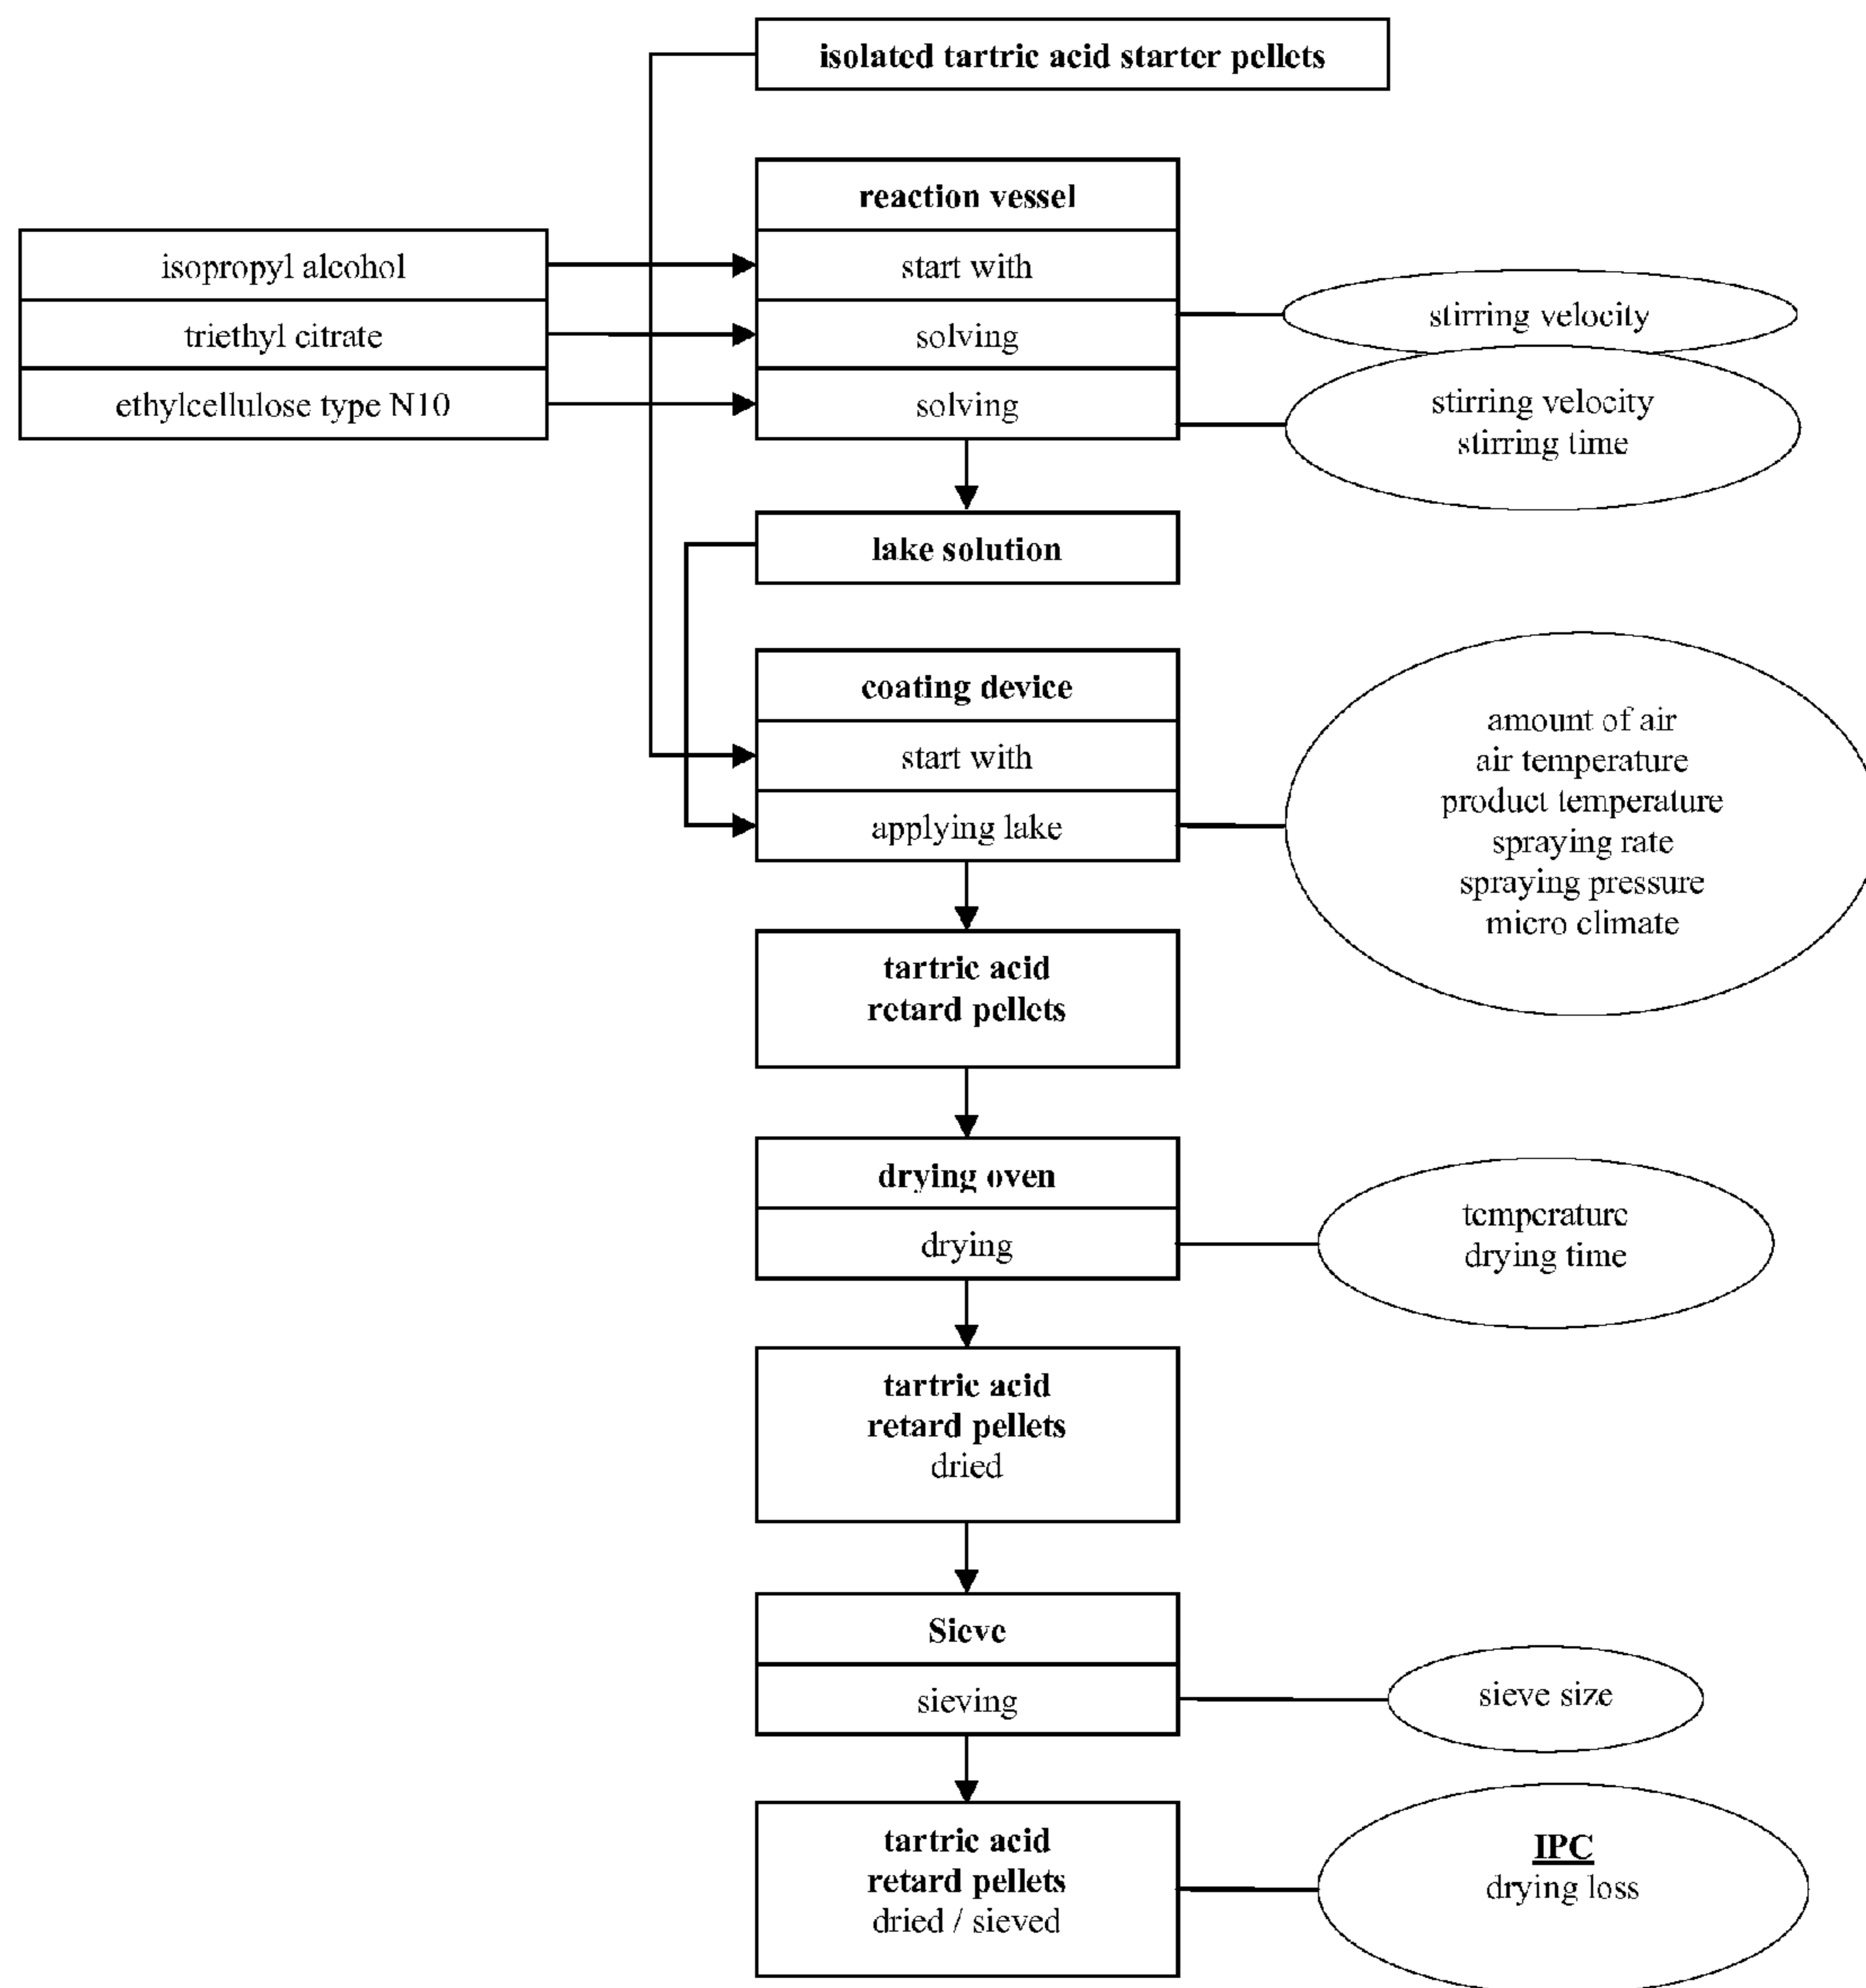 isolated tartric acid starter pellets
reaction vessel
isopropyl alcohol
start with
triethyl citrate
solving
stirring velocity
ethylcellulose type N10
solving
stirring velocity
stirring time
lake solution
coating device
start with
applying lake
amount of air
air temperature
product temperature
spraying rate
spraying pressure
micro climate
tartric acid
retard pellets
drying oven
drying
temperature
drying time
tartric acid
retard pellets
dried
Sieve
sieving
sieve size
tartric acid
retard pellets
dried / sieved
IPC
drying loss